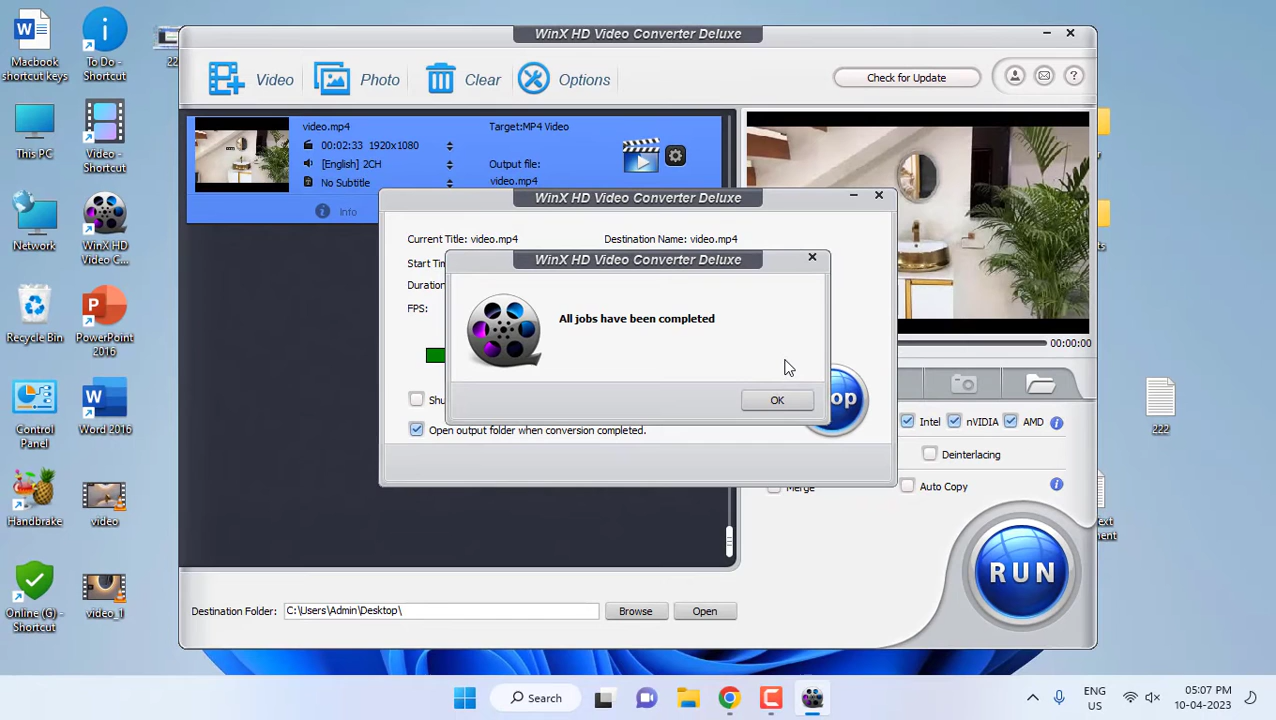 Macbook shortcut keys
To Do - Shortcut
This PC
Video - Shortcut
Network
WinX HD Video C...
Recycle Bin
PowerPoint 2016
Control Panel
Word 2016
Handbrake
video
Online (G) - Shortcut
video_1
WinX HD Video Converter Deluxe
Video
Photo
Clear
Options
Check for Update
?
video.mp4
Target:MP4 Video
00:02:33 1920x1080
[English] 2CH
Output file:
No Subtitle
video.mp4
Info
WinX HD Video Converter Deluxe
Current Title: video.mp4
Destination Name: video.mp4
FPS:
Open output folder when conversion completed.
WinX HD Video Converter Deluxe
All jobs have been completed
OK
00:00:00
Intel
nVIDIA
AMD
Deinterlacing
Merge
Auto Copy
RUN
Destination Folder:
C:\Users\Admin\Desktop\
Browse
Open
222
Search
ENG
US
05:07 PM
10-04-2023